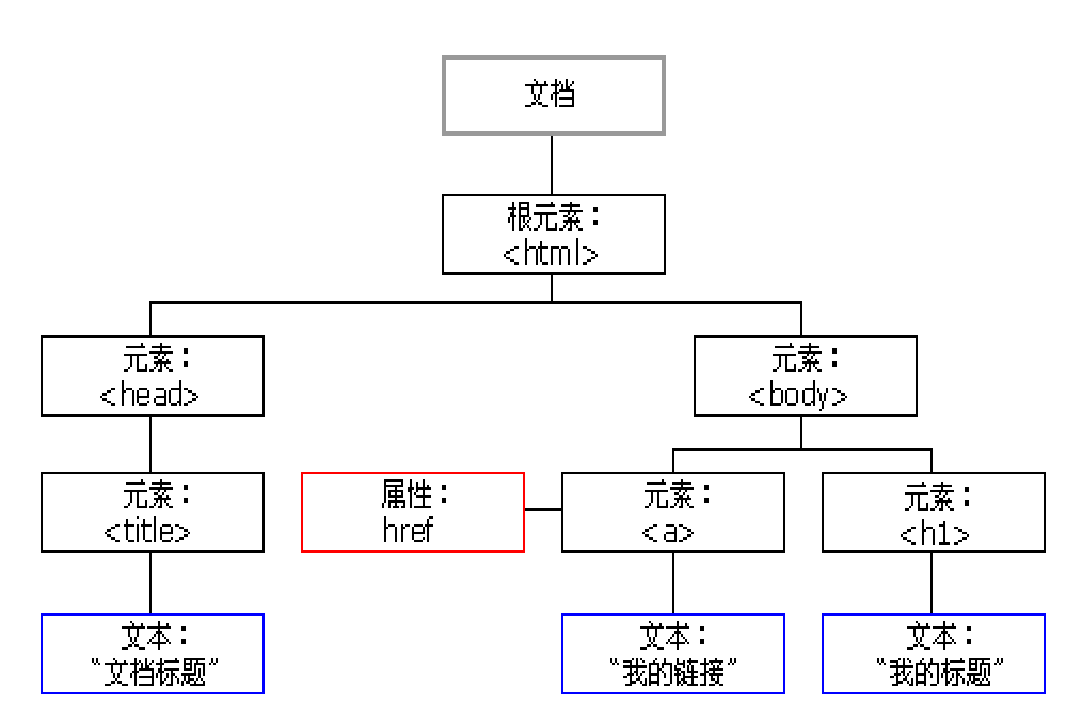 文档
根元素：
<html>
元素：
<head>
元素：
<body>
元素：
<title>
属性：
href
元素：
<a>
元素：
<h1>
文本：
“文档标题”
文本：
“我的链接”
文本：
“我的标题”